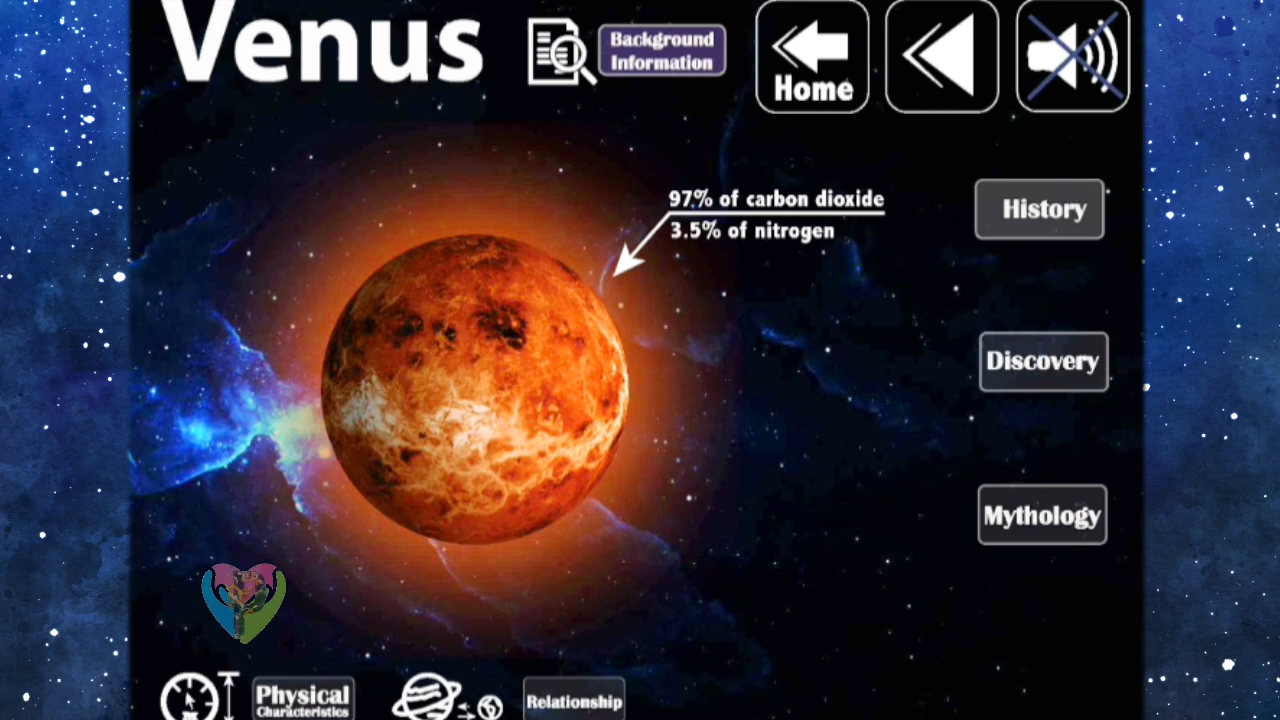 Venus
Background
Information
Home
97% of carbon dioxide
3.5% of nitrogen
History
Discovery
Mythology
Physical
Characteristics
Relationship